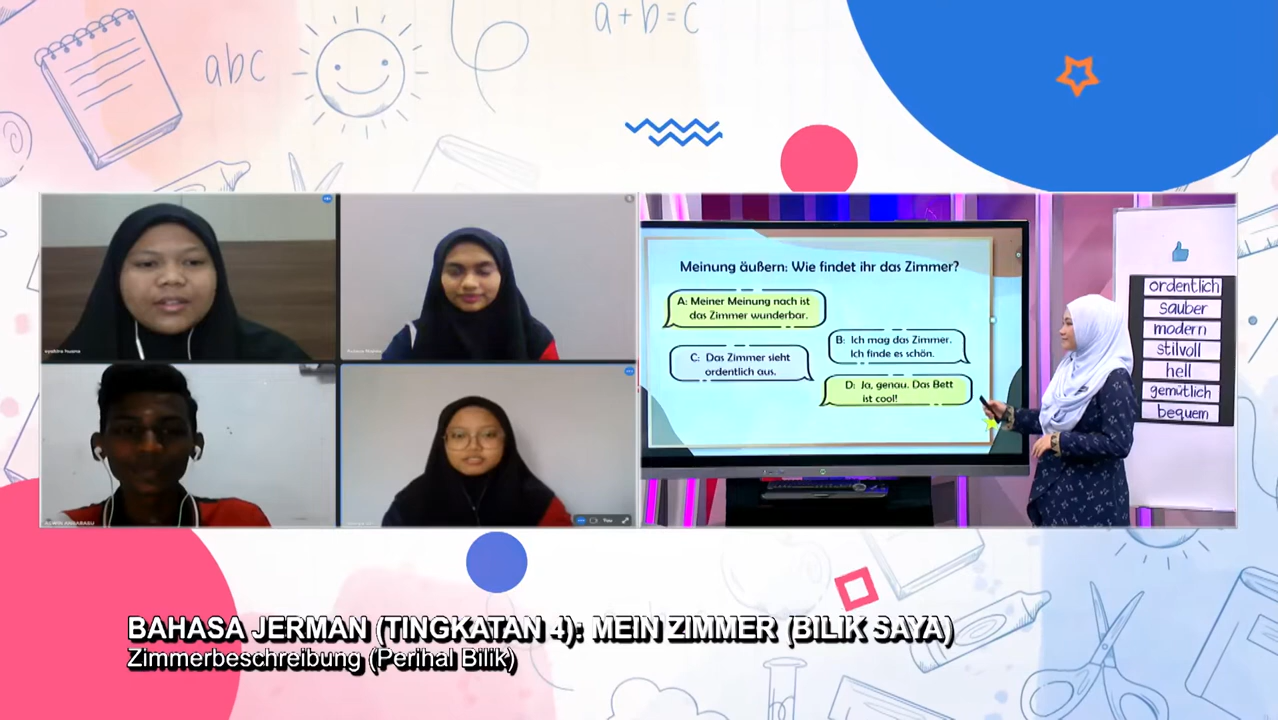 abc
a+b=c
Meinung äußern: Wie findet ihr das Zimmer?
A: Meiner Meinung nach ist
das Zimmer wunderbar.
B: Ich mag das Zimmer.
Ich finde es schön.
C: Das Zimmer sieht
ordentlich aus.
D: Ja, genau. Das Bett
ist cool!
ordentlich
sauber
modern
stilvoll
hell
gemütlich
bequem
You
BAHASA JERMAN (TINGKATAN 4): MEIN ZIMMER (BILIK SAYA)
Zimmerbeschreibung (Perihal Bilik)